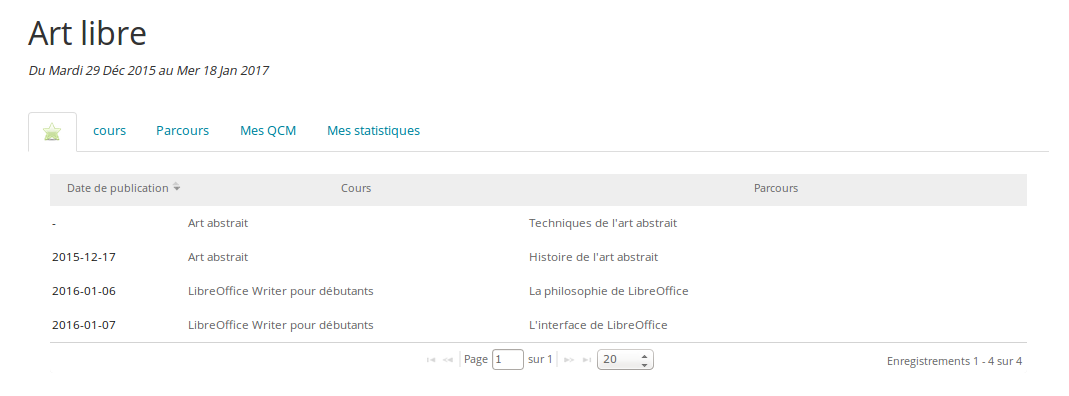 Art libre
Du Mardi 29 Déc 2015 au Mer 18 Jan 2017
cours Parcours Mes QCM Mes statistiques
Date de publication Cours Parcours
- Art abstrait Techniques de l'art abstrait
2015-12-17 Art abstrait Histoire de l'art abstrait
2016-01-06 LibreOffice Writer pour débutants La philosophie de LibreOffice
2016-01-07 LibreOffice Writer pour débutants L'interface de LibreOffice
Page 1 sur 1 20 Enregistrements 1 - 4 sur 4